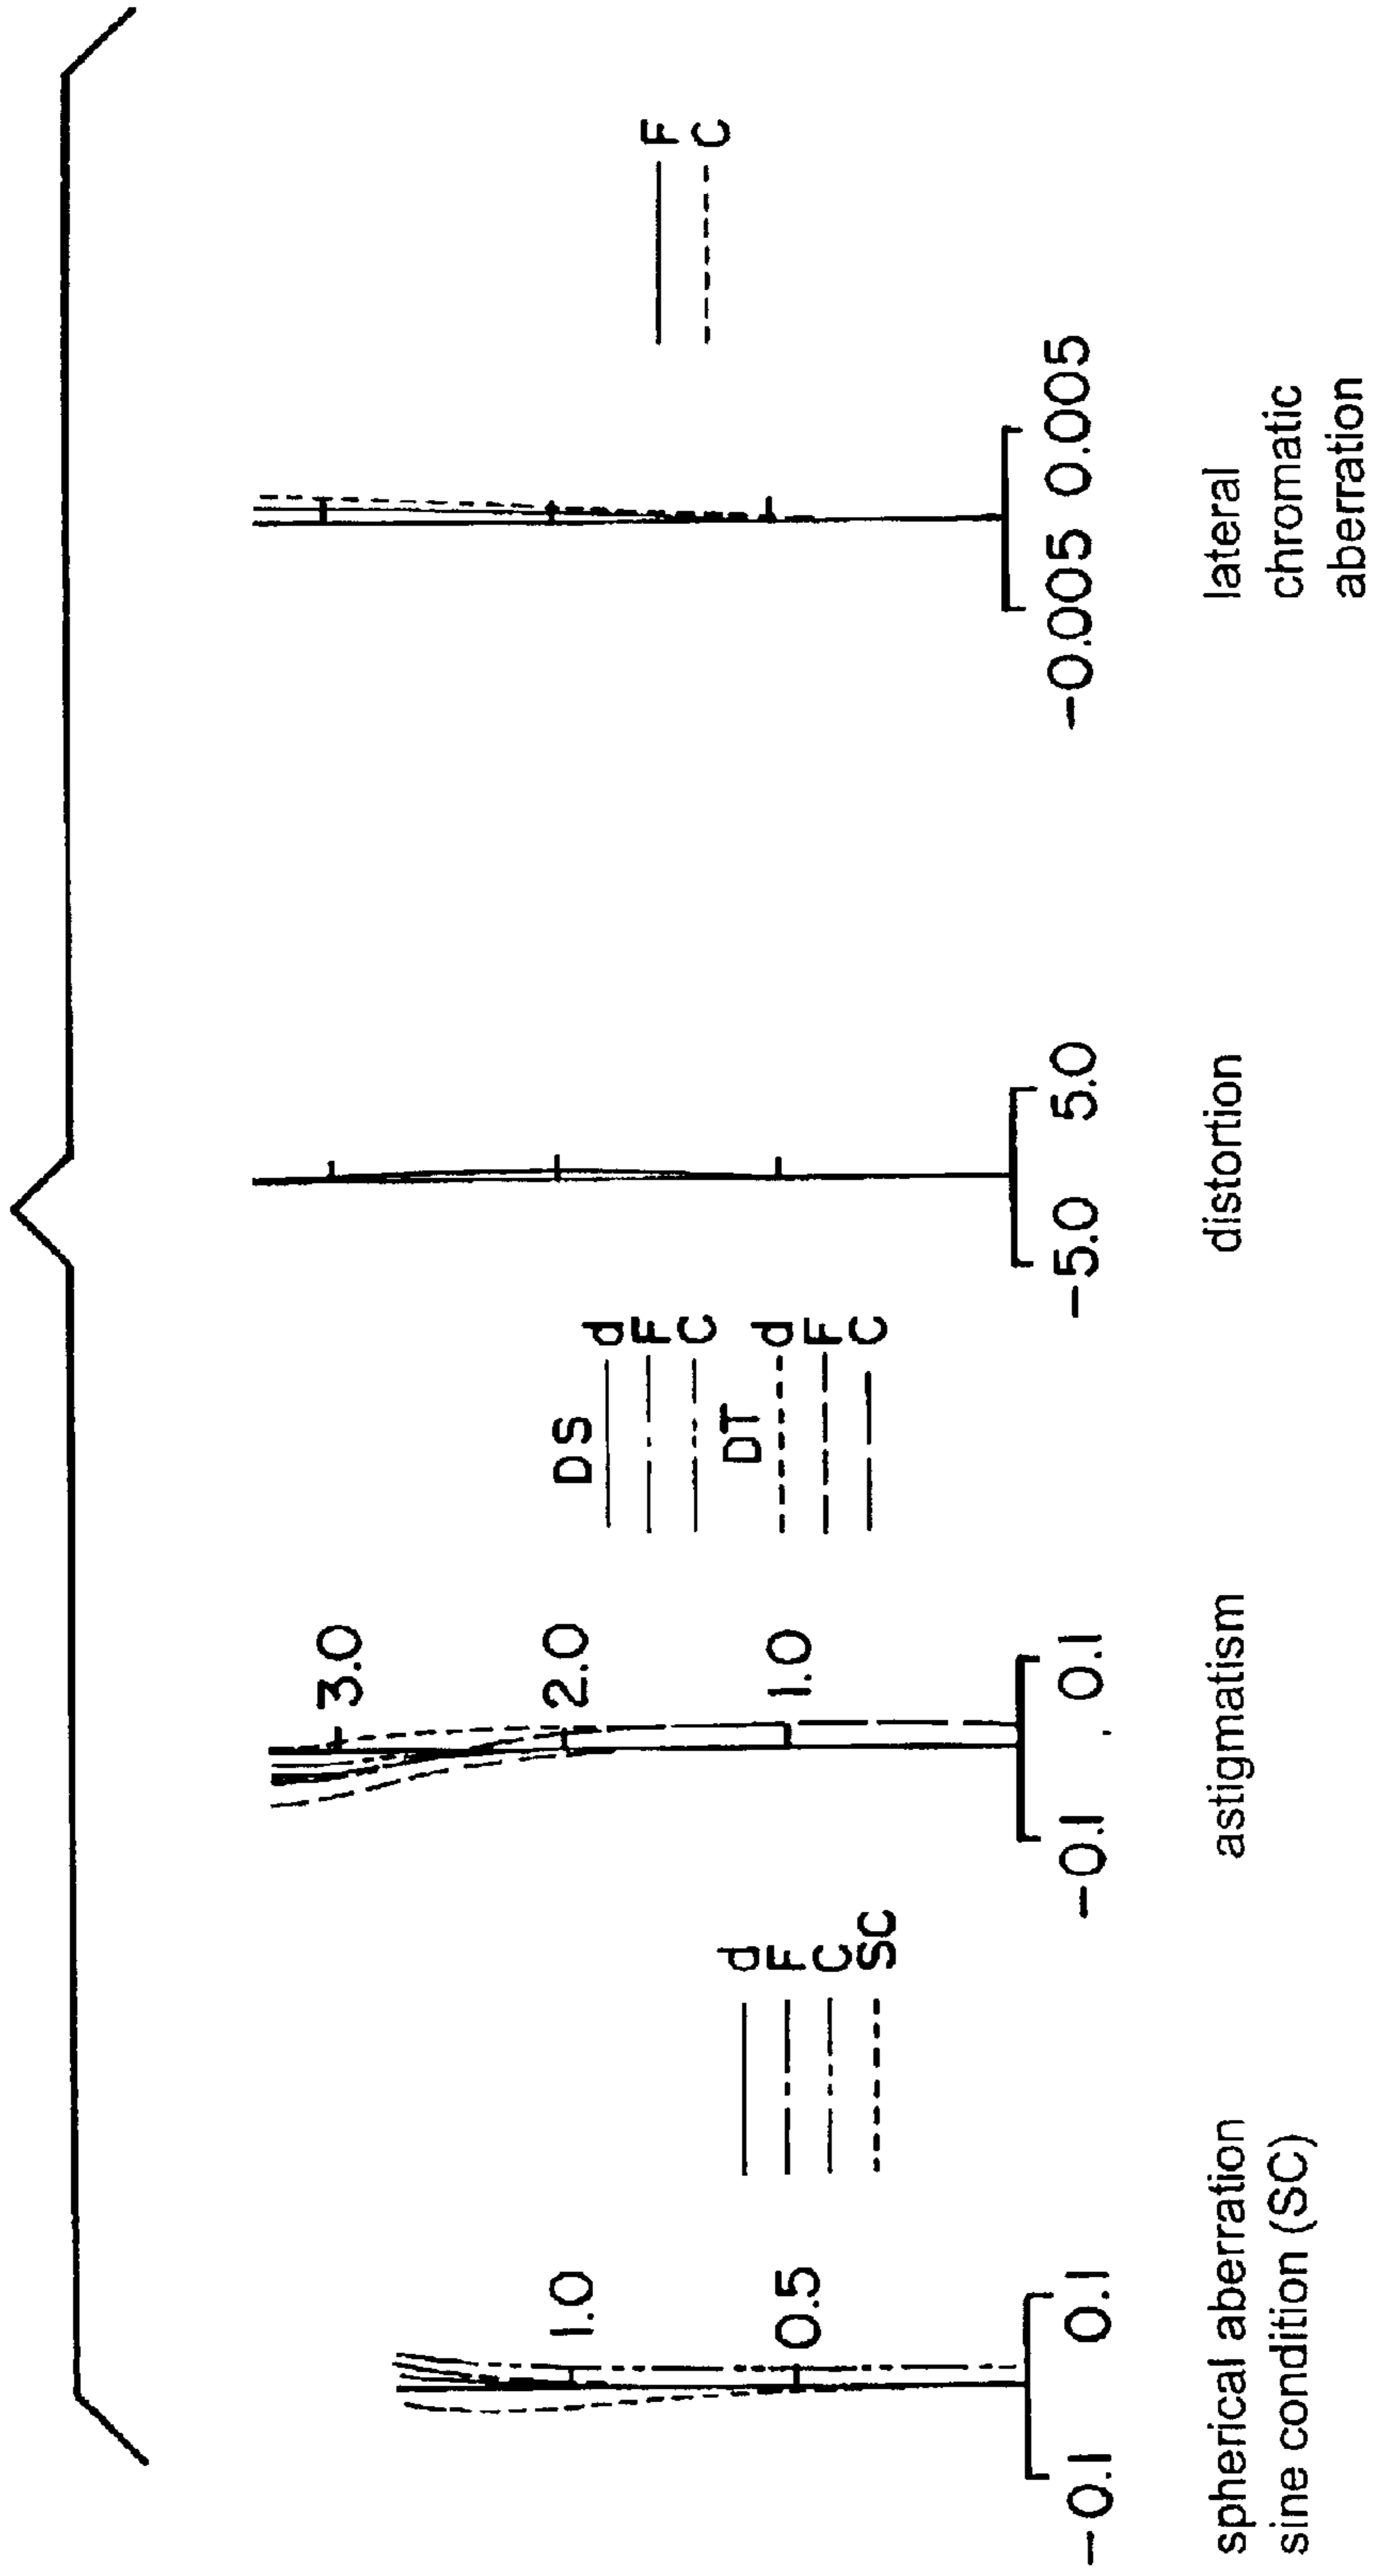 1.0
0.5
-0.1 0.1
d
F
C
SC
spherical aberration
sine condition (SC)
3.0
2.0
1.0
-0.1 0.1
DS
d
F
C
DT
d
F
C
astigmatism
-5.0 5.0
distortion
F
C
-0.005 0.005
lateral
chromatic
aberration